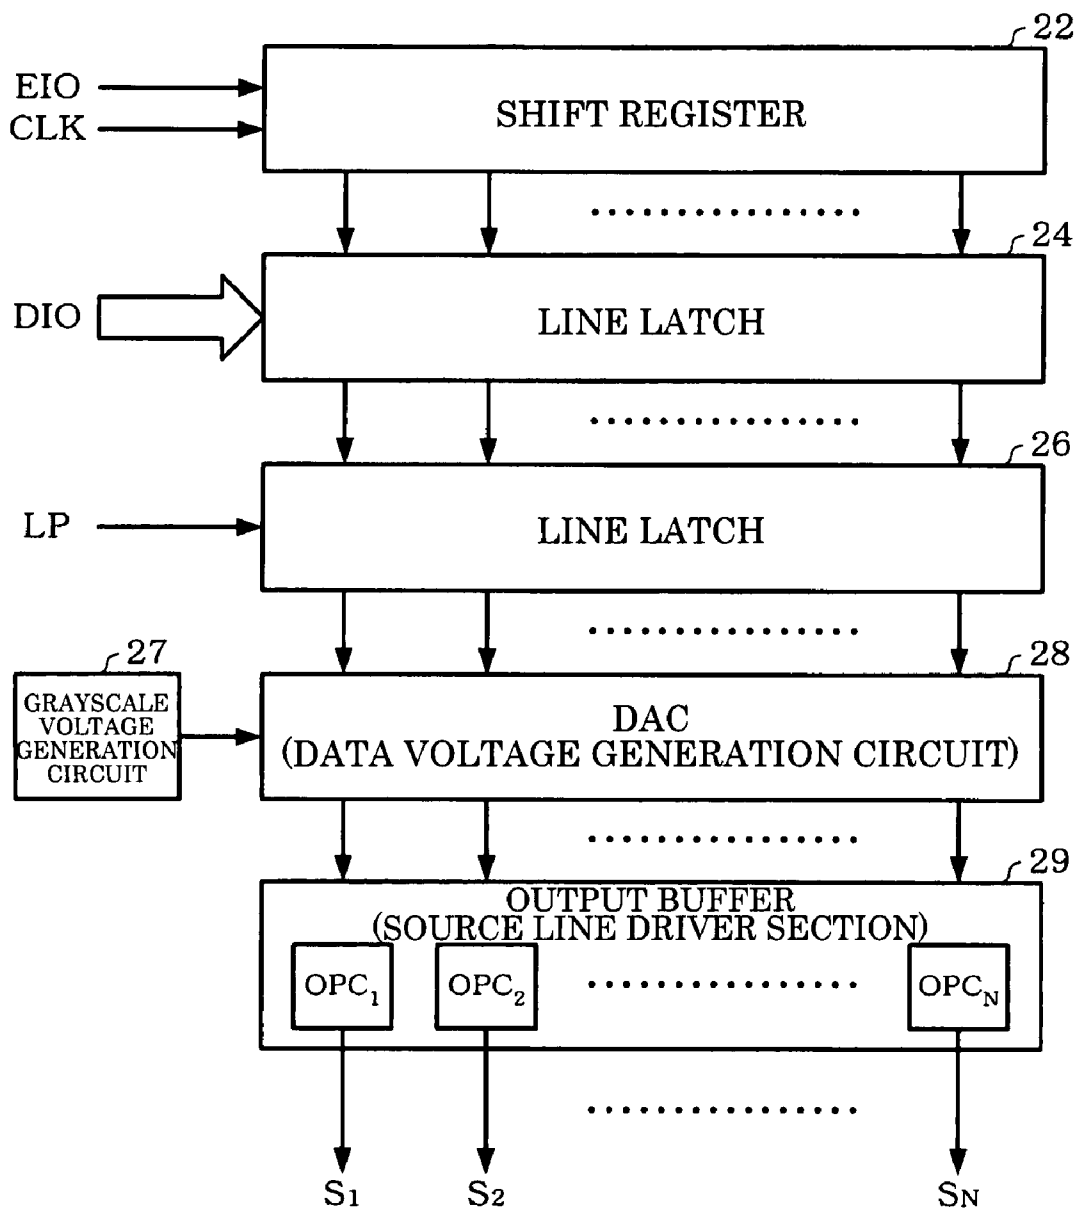 22
EIO
CLK
SHIFT REGISTER
24
DIO
LINE LATCH
26
LP
LINE LATCH
27
28
GRAYSCALE
VOLTAGE
GENERATION
CIRCUIT
DAC
(DATA VOLTAGE GENERATION CIRCUIT)
29
OUTPUT BUFFER
(SOURCE LINE DRIVER SECTION)
OPC1 OPC2 OPCN
S1 S2 SN